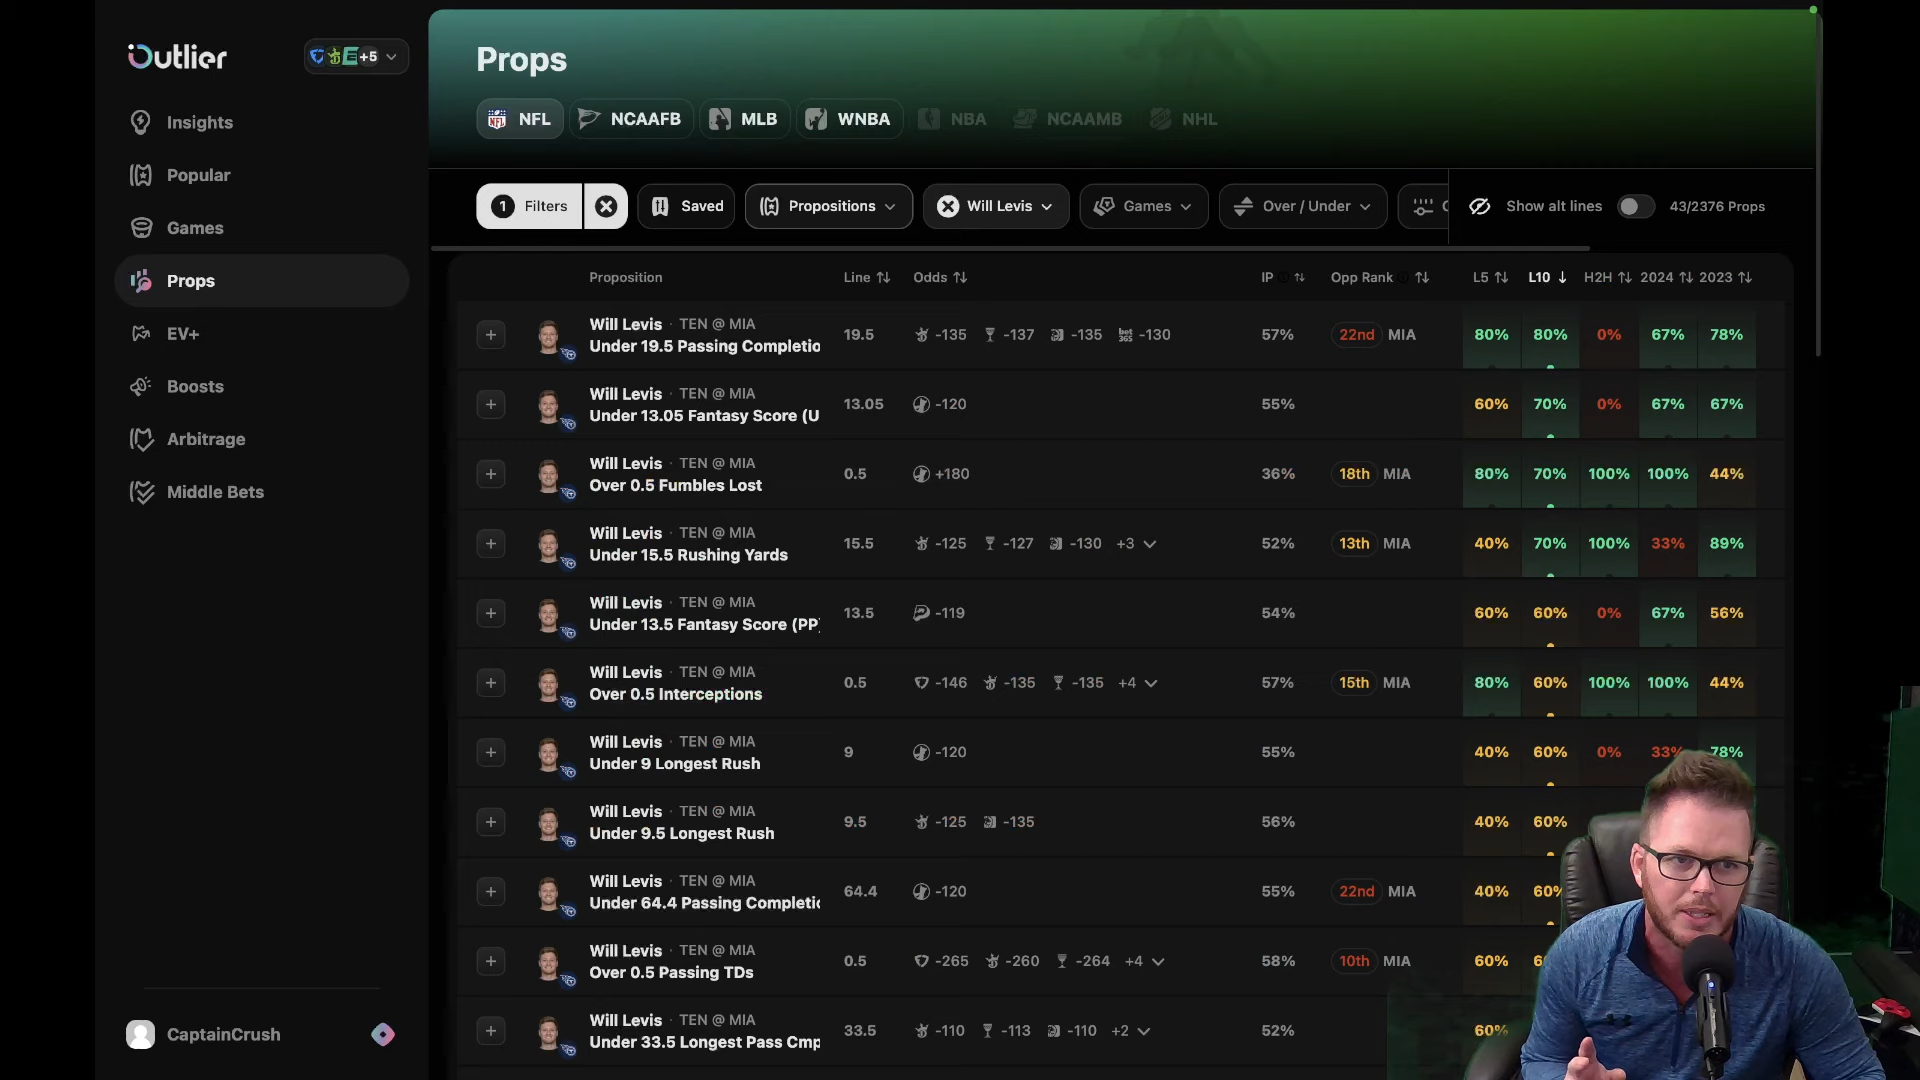 Outlier
+5
Insights
Popular
Games
Props
EV+
Boosts
Arbitrage
Middle Bets
CaptainCrush
Props
NFL NCAAFB MLB WNBA NBA NCAAMB NHL
1 Filters Saved Propositions Will Levis Games Over / Under Show alt lines 43/2376 Props
Proposition Line Odds IP Opp Rank L5 L10 H2H 2024 2023
Will Levis · TEN @ MIA
Under 19.5 Passing Completio 19.5 -135 -137 -135 bet365 -130 57% 22nd MIA 80% 80% 0% 67% 78%
Will Levis · TEN @ MIA
Under 13.05 Fantasy Score (U 13.05 -120 55% 60% 70% 0% 67% 67%
Will Levis · TEN @ MIA
Over 0.5 Fumbles Lost 0.5 +180 36% 18th MIA 80% 70% 100% 100% 44%
Will Levis · TEN @ MIA
Under 15.5 Rushing Yards 15.5 -125 -127 -130 +3 52% 13th MIA 40% 70% 100% 33% 89%
Will Levis · TEN @ MIA
Under 13.5 Fantasy Score (PP) 13.5 -119 54% 60% 60% 0% 67% 56%
Will Levis · TEN @ MIA
Over 0.5 Interceptions 0.5 -146 -135 -135 +4 57% 15th MIA 80% 60% 100% 100% 44%
Will Levis · TEN @ MIA
Under 9 Longest Rush 9 -120 55% 40% 60% 0% 33% 78%
Will Levis · TEN @ MIA
Under 9.5 Longest Rush 9.5 -125 -135 56% 40% 60%
Will Levis · TEN @ MIA
Under 64.4 Passing Completio 64.4 -120 55% 22nd MIA 40% 60%
Will Levis · TEN @ MIA
Over 0.5 Passing TDs 0.5 -265 -260 -264 +4 58% 10th MIA 60%
Will Levis · TEN @ MIA
Under 33.5 Longest Pass Cmp 33.5 -110 -113 -110 +2 52% 60%